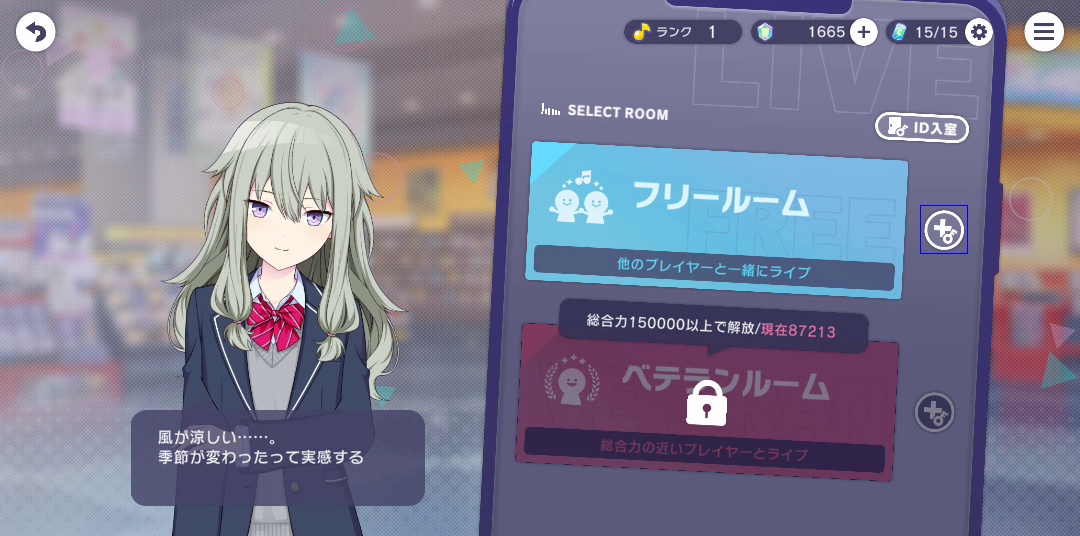 ランク 1
1665
15/15
LIVE
SELECT ROOM
ID入室
フリールーム
FREE
他のプレイヤーと一緒にライブ
総合力150000以上で解放/現在87213
ベテランルーム
総合力の近いプレイヤーとライブ
風が涼しい……。
季節が変わったって実感する